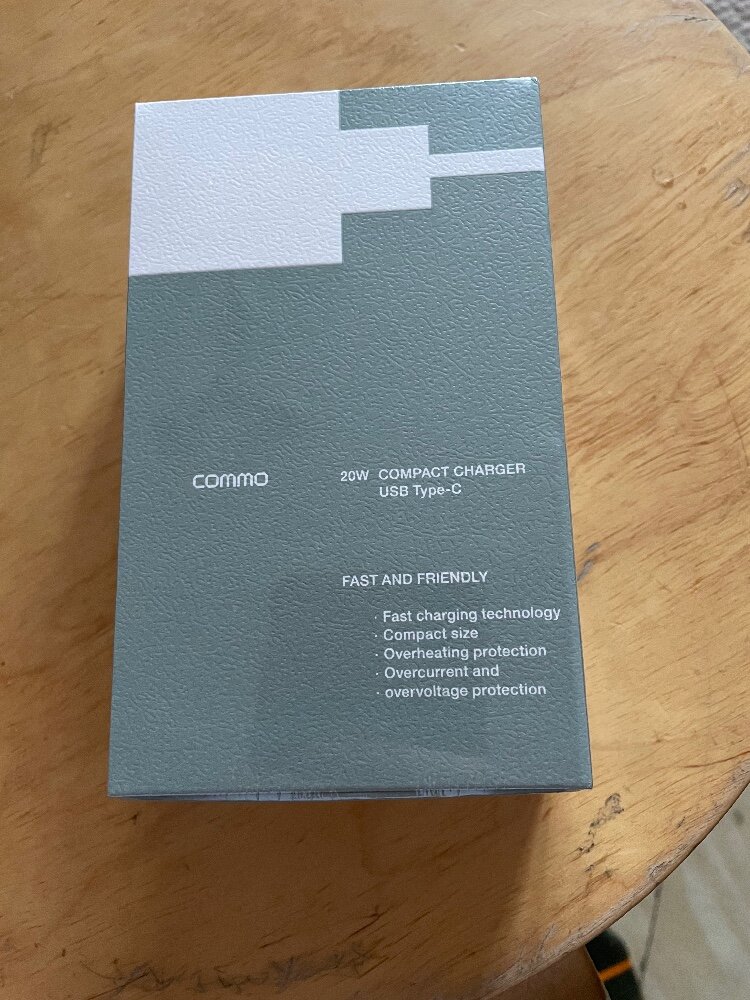 commo
20W COMPACT CHARGER
USB Type-C
FAST AND FRIENDLY
· Fast charging technology
· Compact size
· Overheating protection
· Overcurrent and
· overvoltage protection